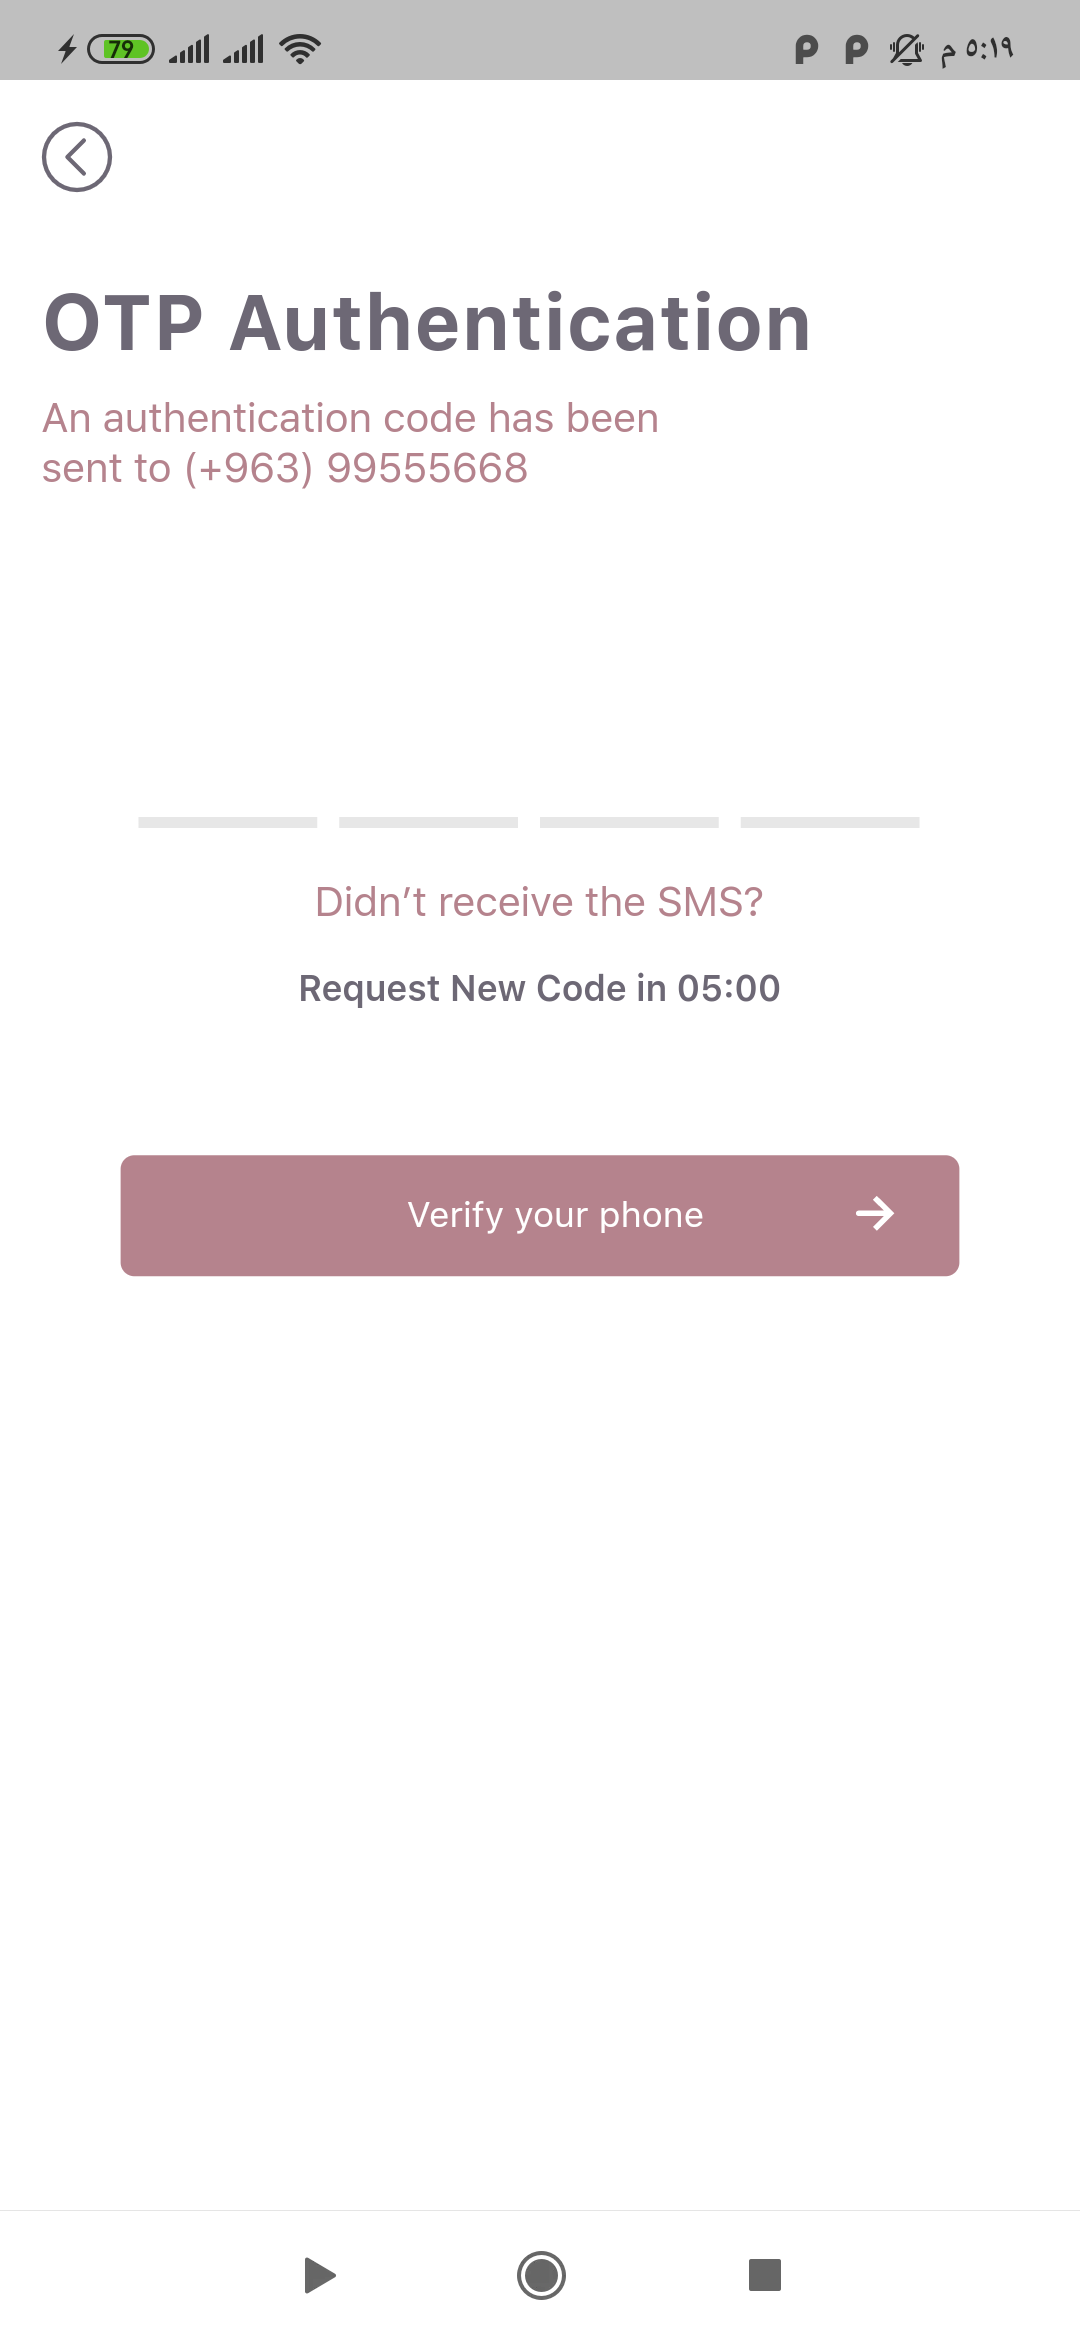 79
٥:١٩ م
OTP Authentication
An authentication code has been
sent to (+963) 99555668
Didn’t receive the SMS?
Request New Code in 05:00
Verify your phone